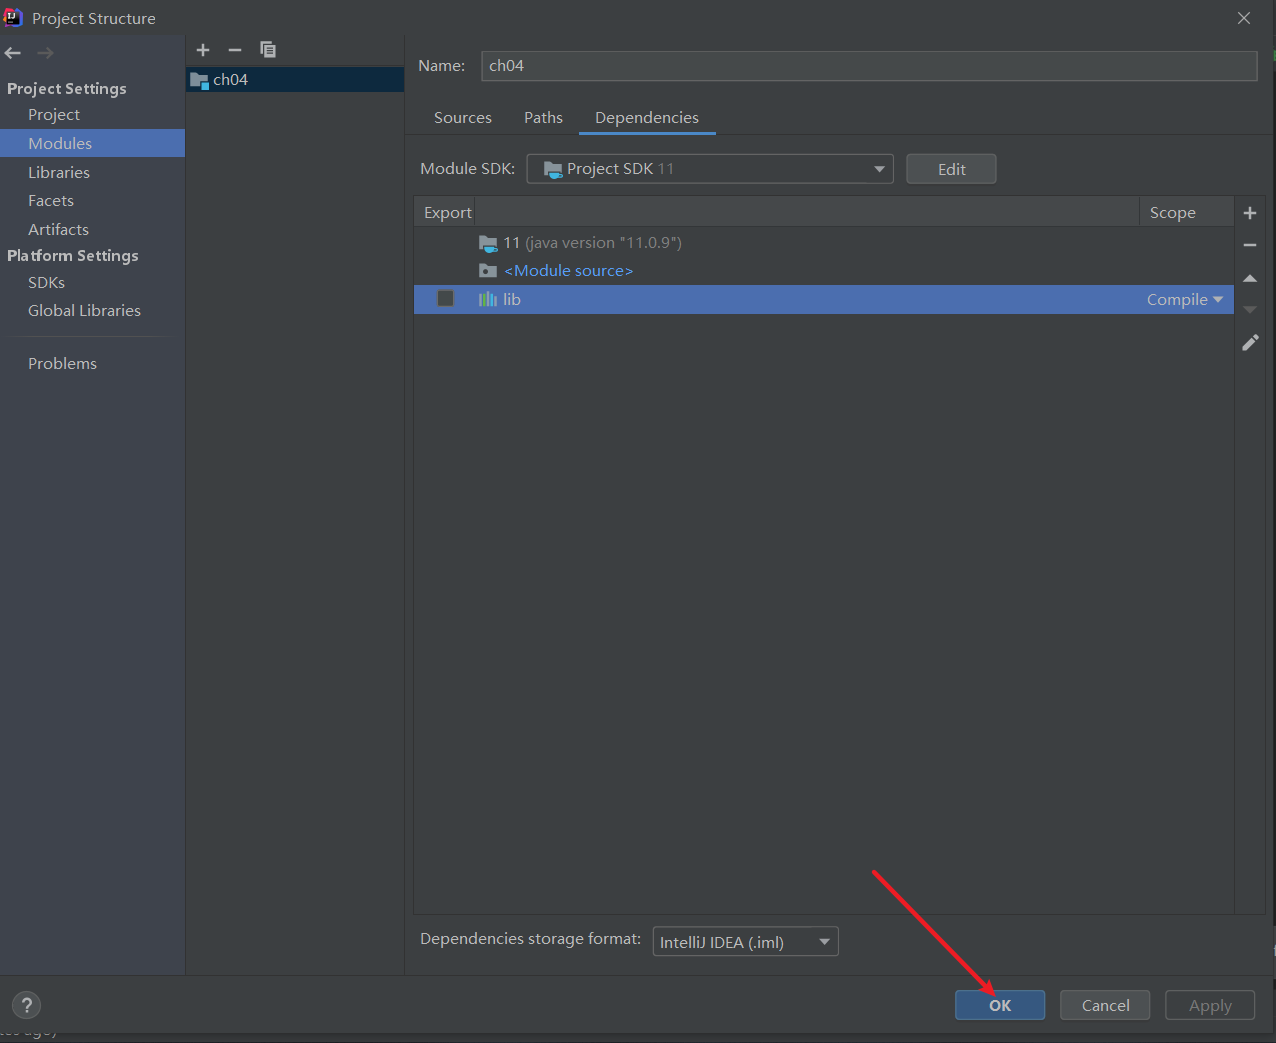 Project Structure
Project Settings
Project
Modules
Libraries
Facets
Artifacts
Platform Settings
SDKs
Global Libraries
Problems
ch04
Name: ch04
Sources Paths Dependencies
Module SDK: Project SDK 11 Edit
Export Scope
11 (java version "11.0.9")
<Module source>
lib Compile
Dependencies storage format: IntelliJ IDEA (.iml)
? OK Cancel Apply